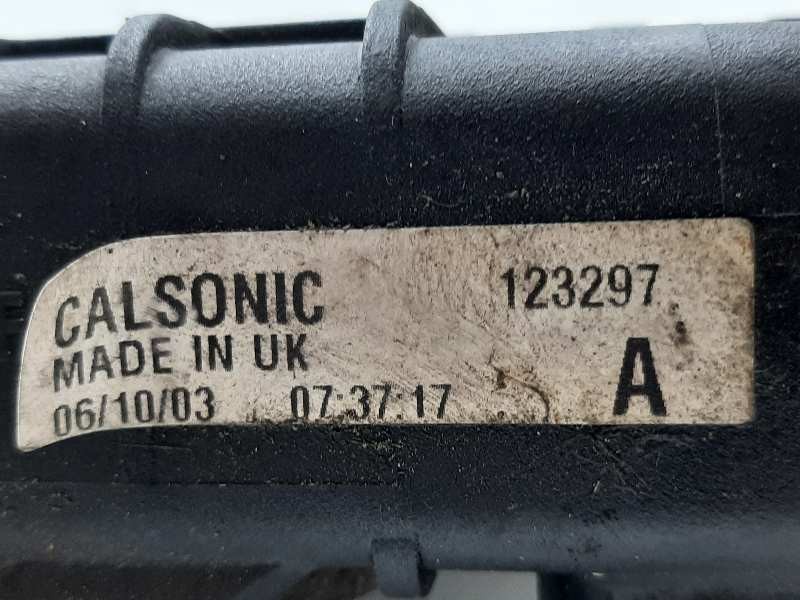 CALSONIC 123297
MADE IN UK A
06/10/03 07:37:17